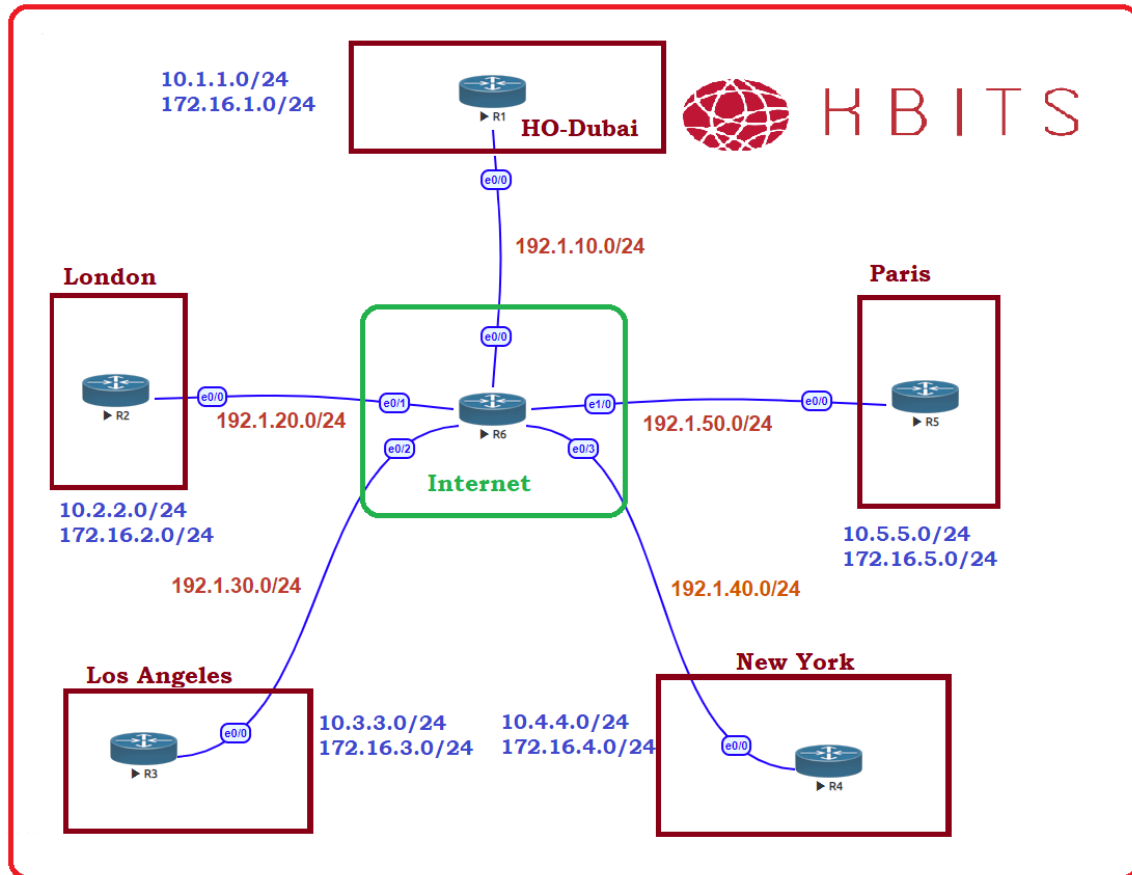 10.1.1.0/24
172.16.1.0/24
▶ R1
HO-Dubai
KBITS
e0/0
192.1.10.0/24
London
Paris
e0/0
▶ R2
e0/0
192.1.20.0/24
e0/1
▶ R6
e1/0
192.1.50.0/24
e0/0
▶ R5
e0/2
e0/3
Internet
10.2.2.0/24
172.16.2.0/24
10.5.5.0/24
172.16.5.0/24
192.1.30.0/24
192.1.40.0/24
Los Angeles
New York
▶ R3
e0/0
10.3.3.0/24
172.16.3.0/24
10.4.4.0/24
172.16.4.0/24
e0/0
▶ R4